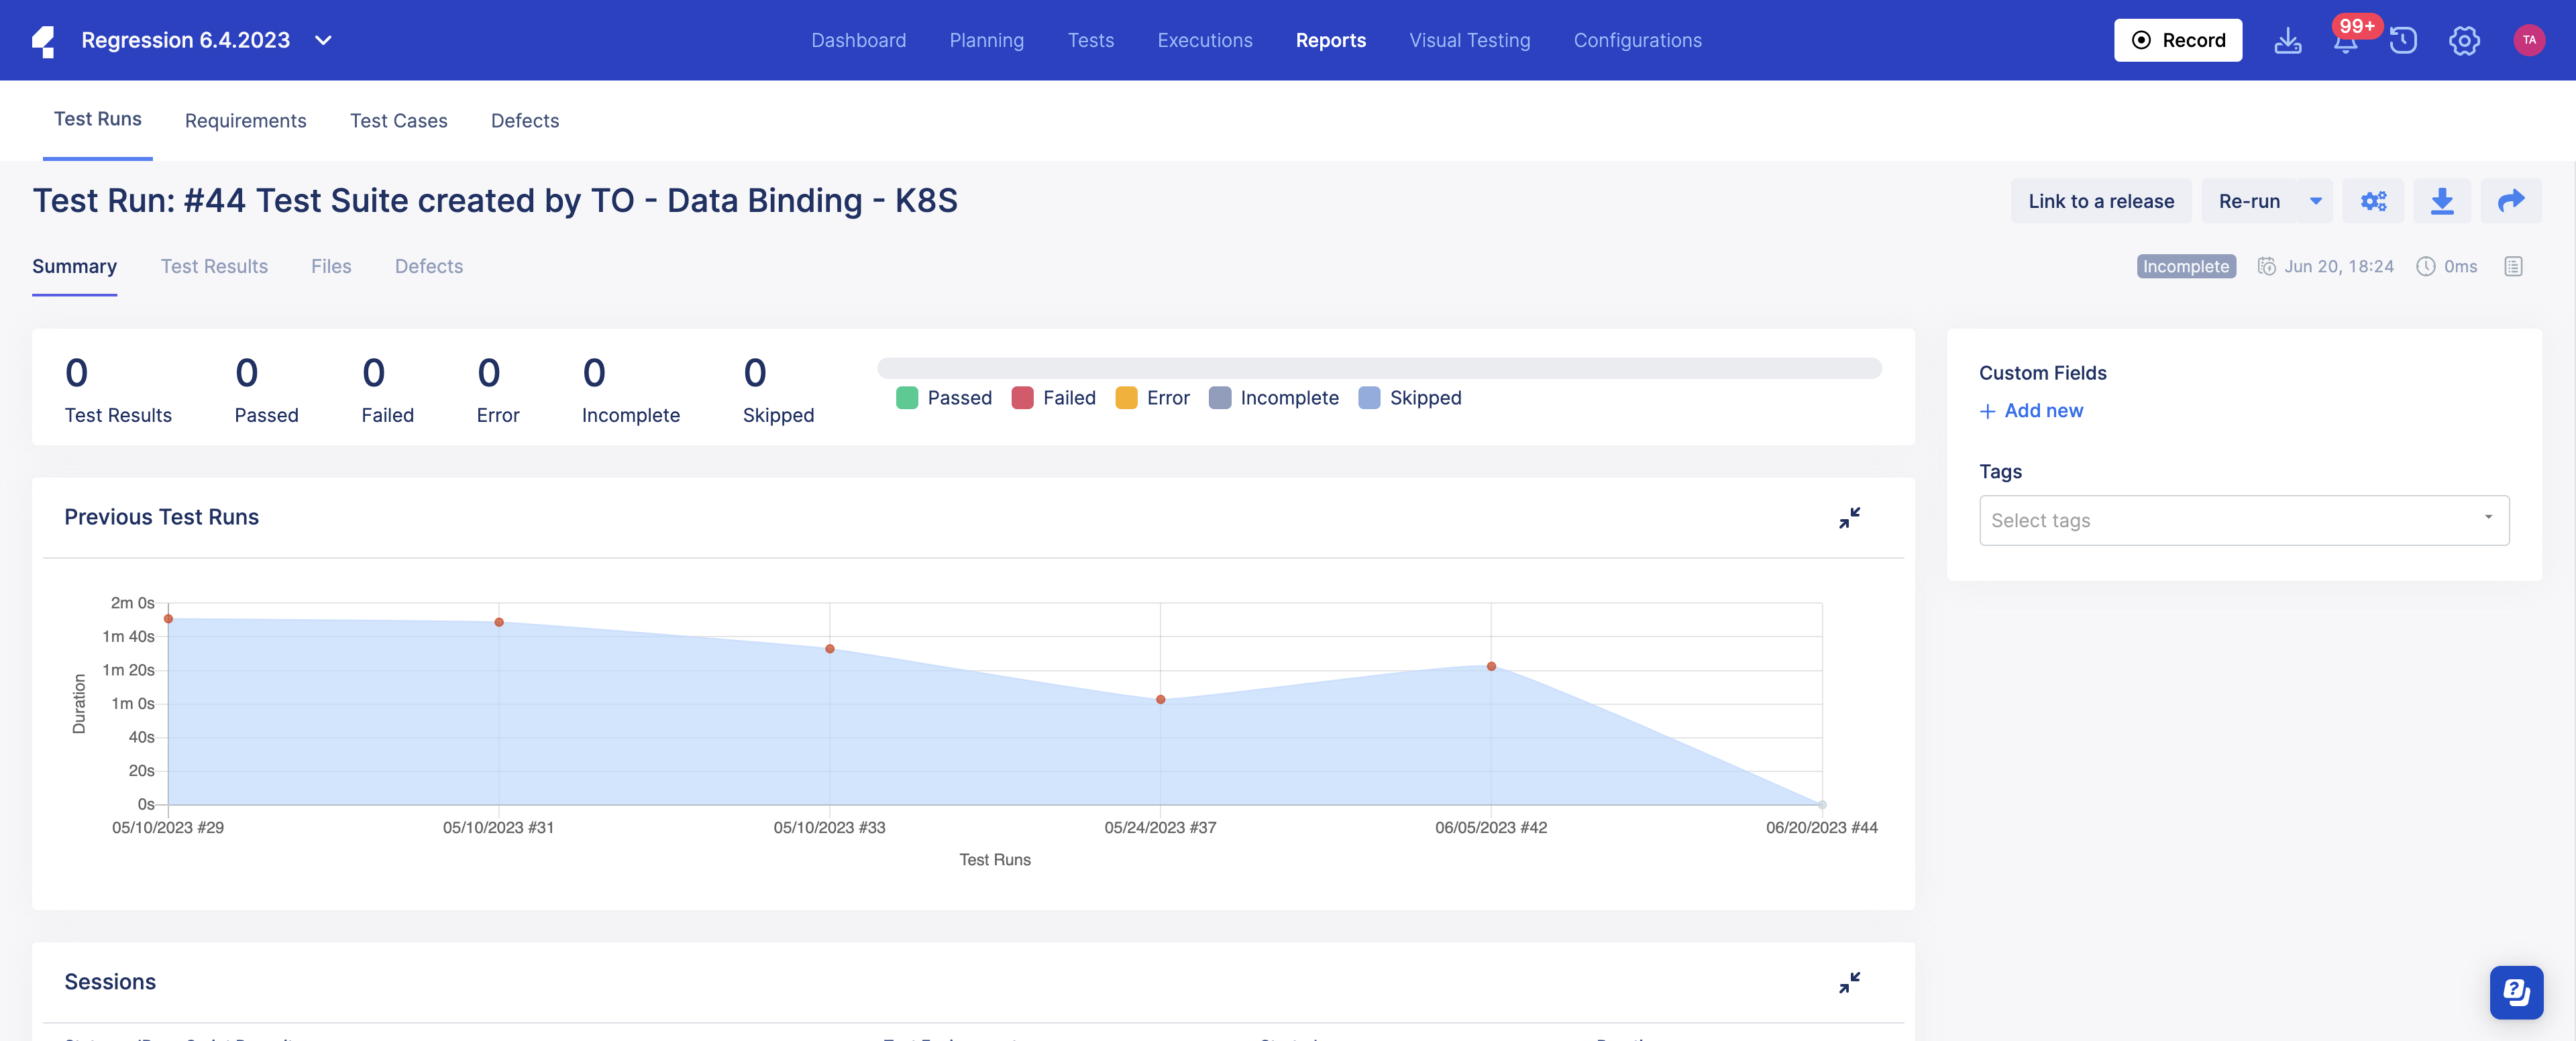 Regression 6.4.2023
Dashboard Planning Tests Executions Reports Visual Testing Configurations
Record
99+
TA
Test Runs Requirements Test Cases Defects
Test Run: #44 Test Suite created by TO - Data Binding - K8S
Link to a release Re-run
Summary Test Results Files Defects
Incomplete Jun 20, 18:24 0ms
0 0 0 0 0 0
Test Results Passed Failed Error Incomplete Skipped
Passed Failed Error Incomplete Skipped
Custom Fields
+ Add new
Tags
Select tags
Previous Test Runs
Duration
2m 0s
1m 40s
1m 20s
1m 0s
40s
20s
0s
05/10/2023 #29 05/10/2023 #31 05/10/2023 #33 05/24/2023 #37 06/05/2023 #42 06/20/2023 #44
Test Runs
Sessions